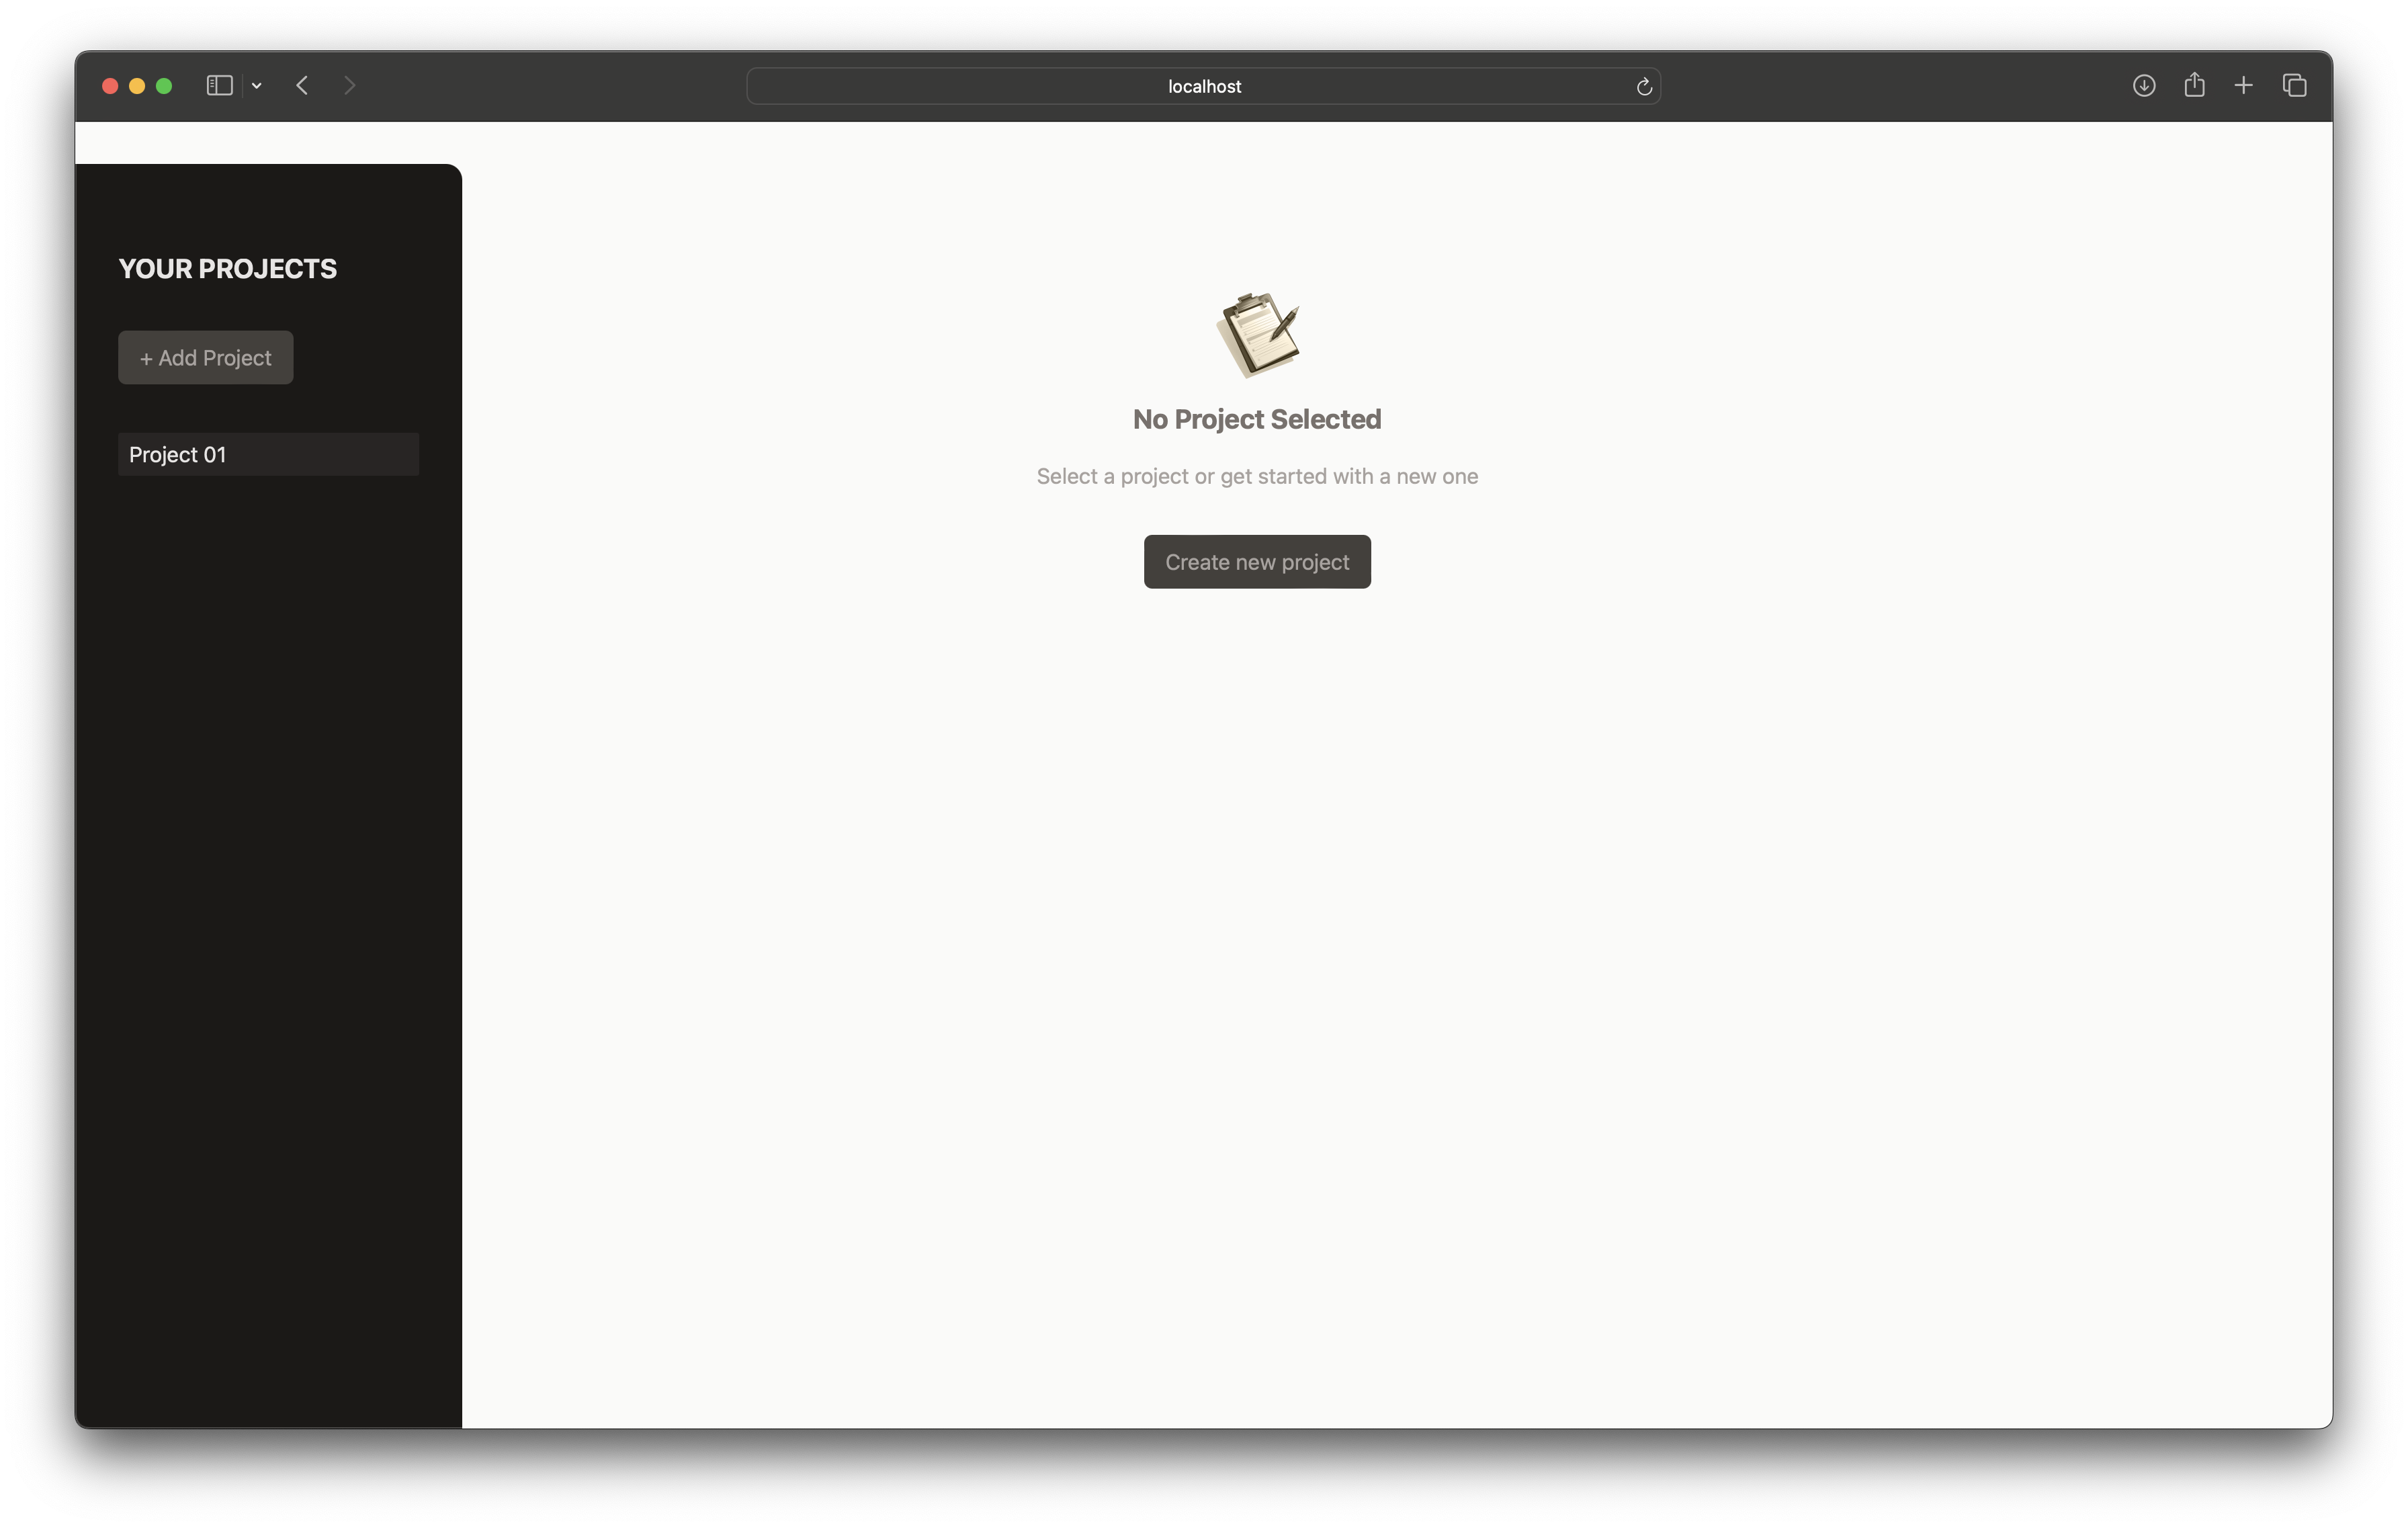 localhost
YOUR PROJECTS
+ Add Project
Project 01
No Project Selected
Select a project or get started with a new one
Create new project